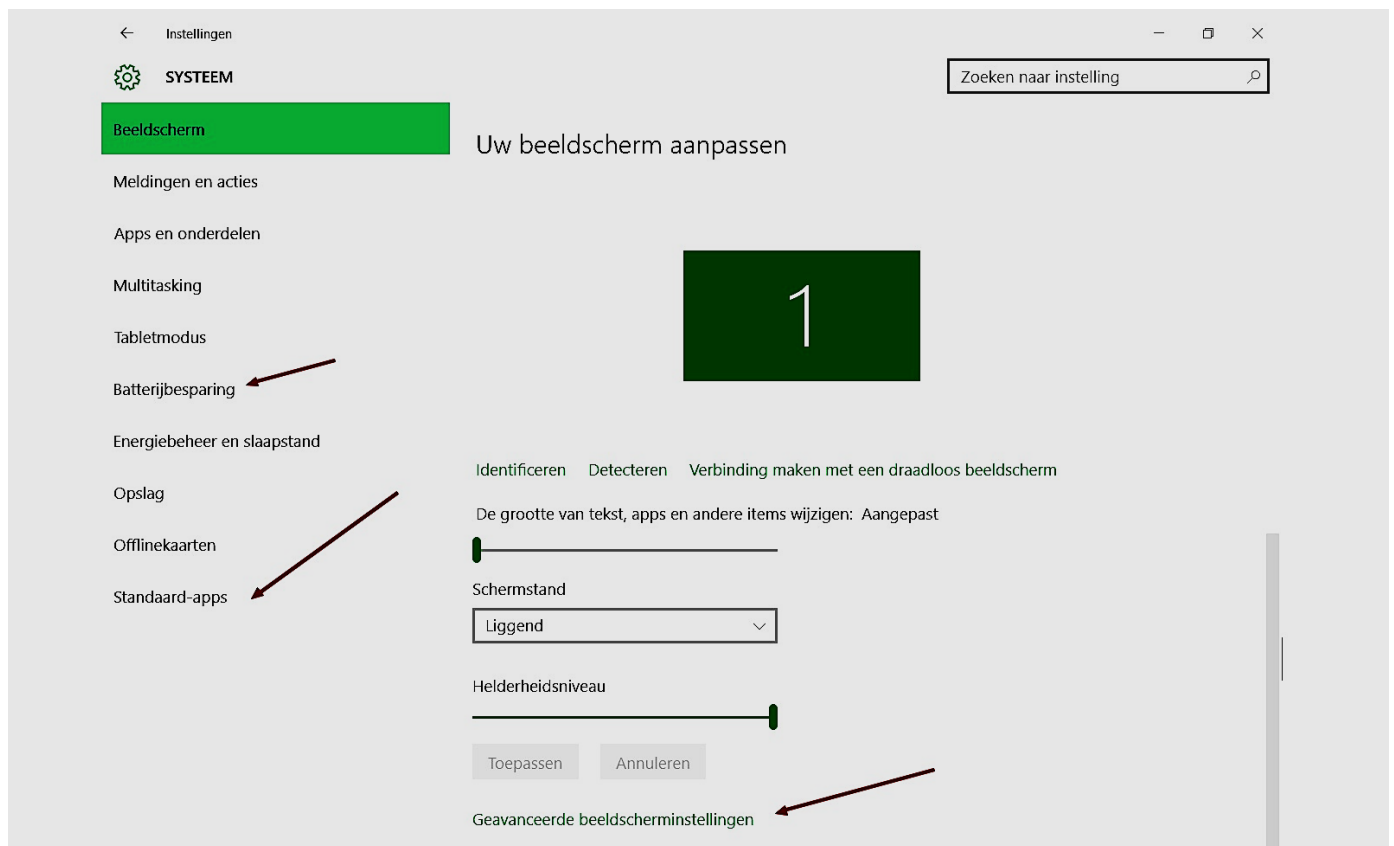 Instellingen
SYSTEEM
Zoeken naar instelling
Beeldscherm
Meldingen en acties
Apps en onderdelen
Multitasking
Tabletmodus
Batterijbesparing
Energiebeheer en slaapstand
Opslag
Offlinekaarten
Standaard-apps
Uw beeldscherm aanpassen
1
Identificeren Detecteren Verbinding maken met een draadloos beeldscherm
De grootte van tekst, apps en andere items wijzigen: Aangepast
Schermstand
Liggend
Helderheidsniveau
Toepassen Annuleren
Geavanceerde beeldscherminstellingen